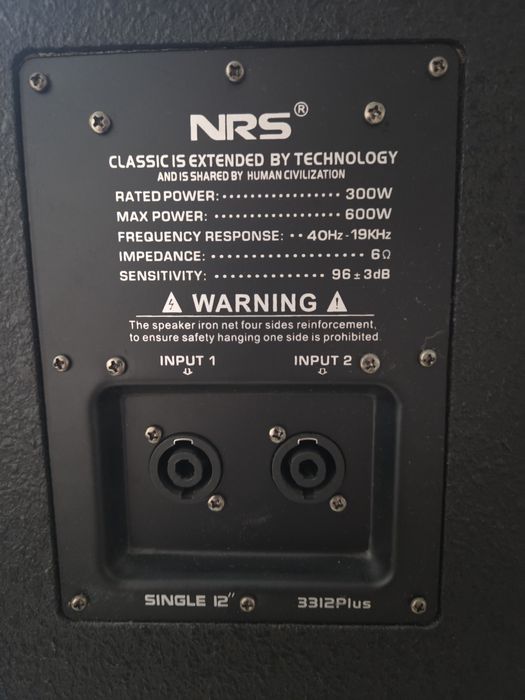 NRS®
CLASSIC IS EXTENDED BY TECHNOLOGY
AND IS SHARED BY HUMAN CIVILIZATION
RATED POWER: ················· 300W
MAX POWER: ·················· 600W
FREQUENCY RESPONSE: ·· 40Hz-19KHz
IMPEDANCE: ···················· 6Ω
SENSITIVITY: ·············· 96±3dB
WARNING
The speaker iron net four sides reinforcement,
to ensure safety hanging one side is prohibited.
INPUT 1 INPUT 2
SINGLE 12" 3312Plus